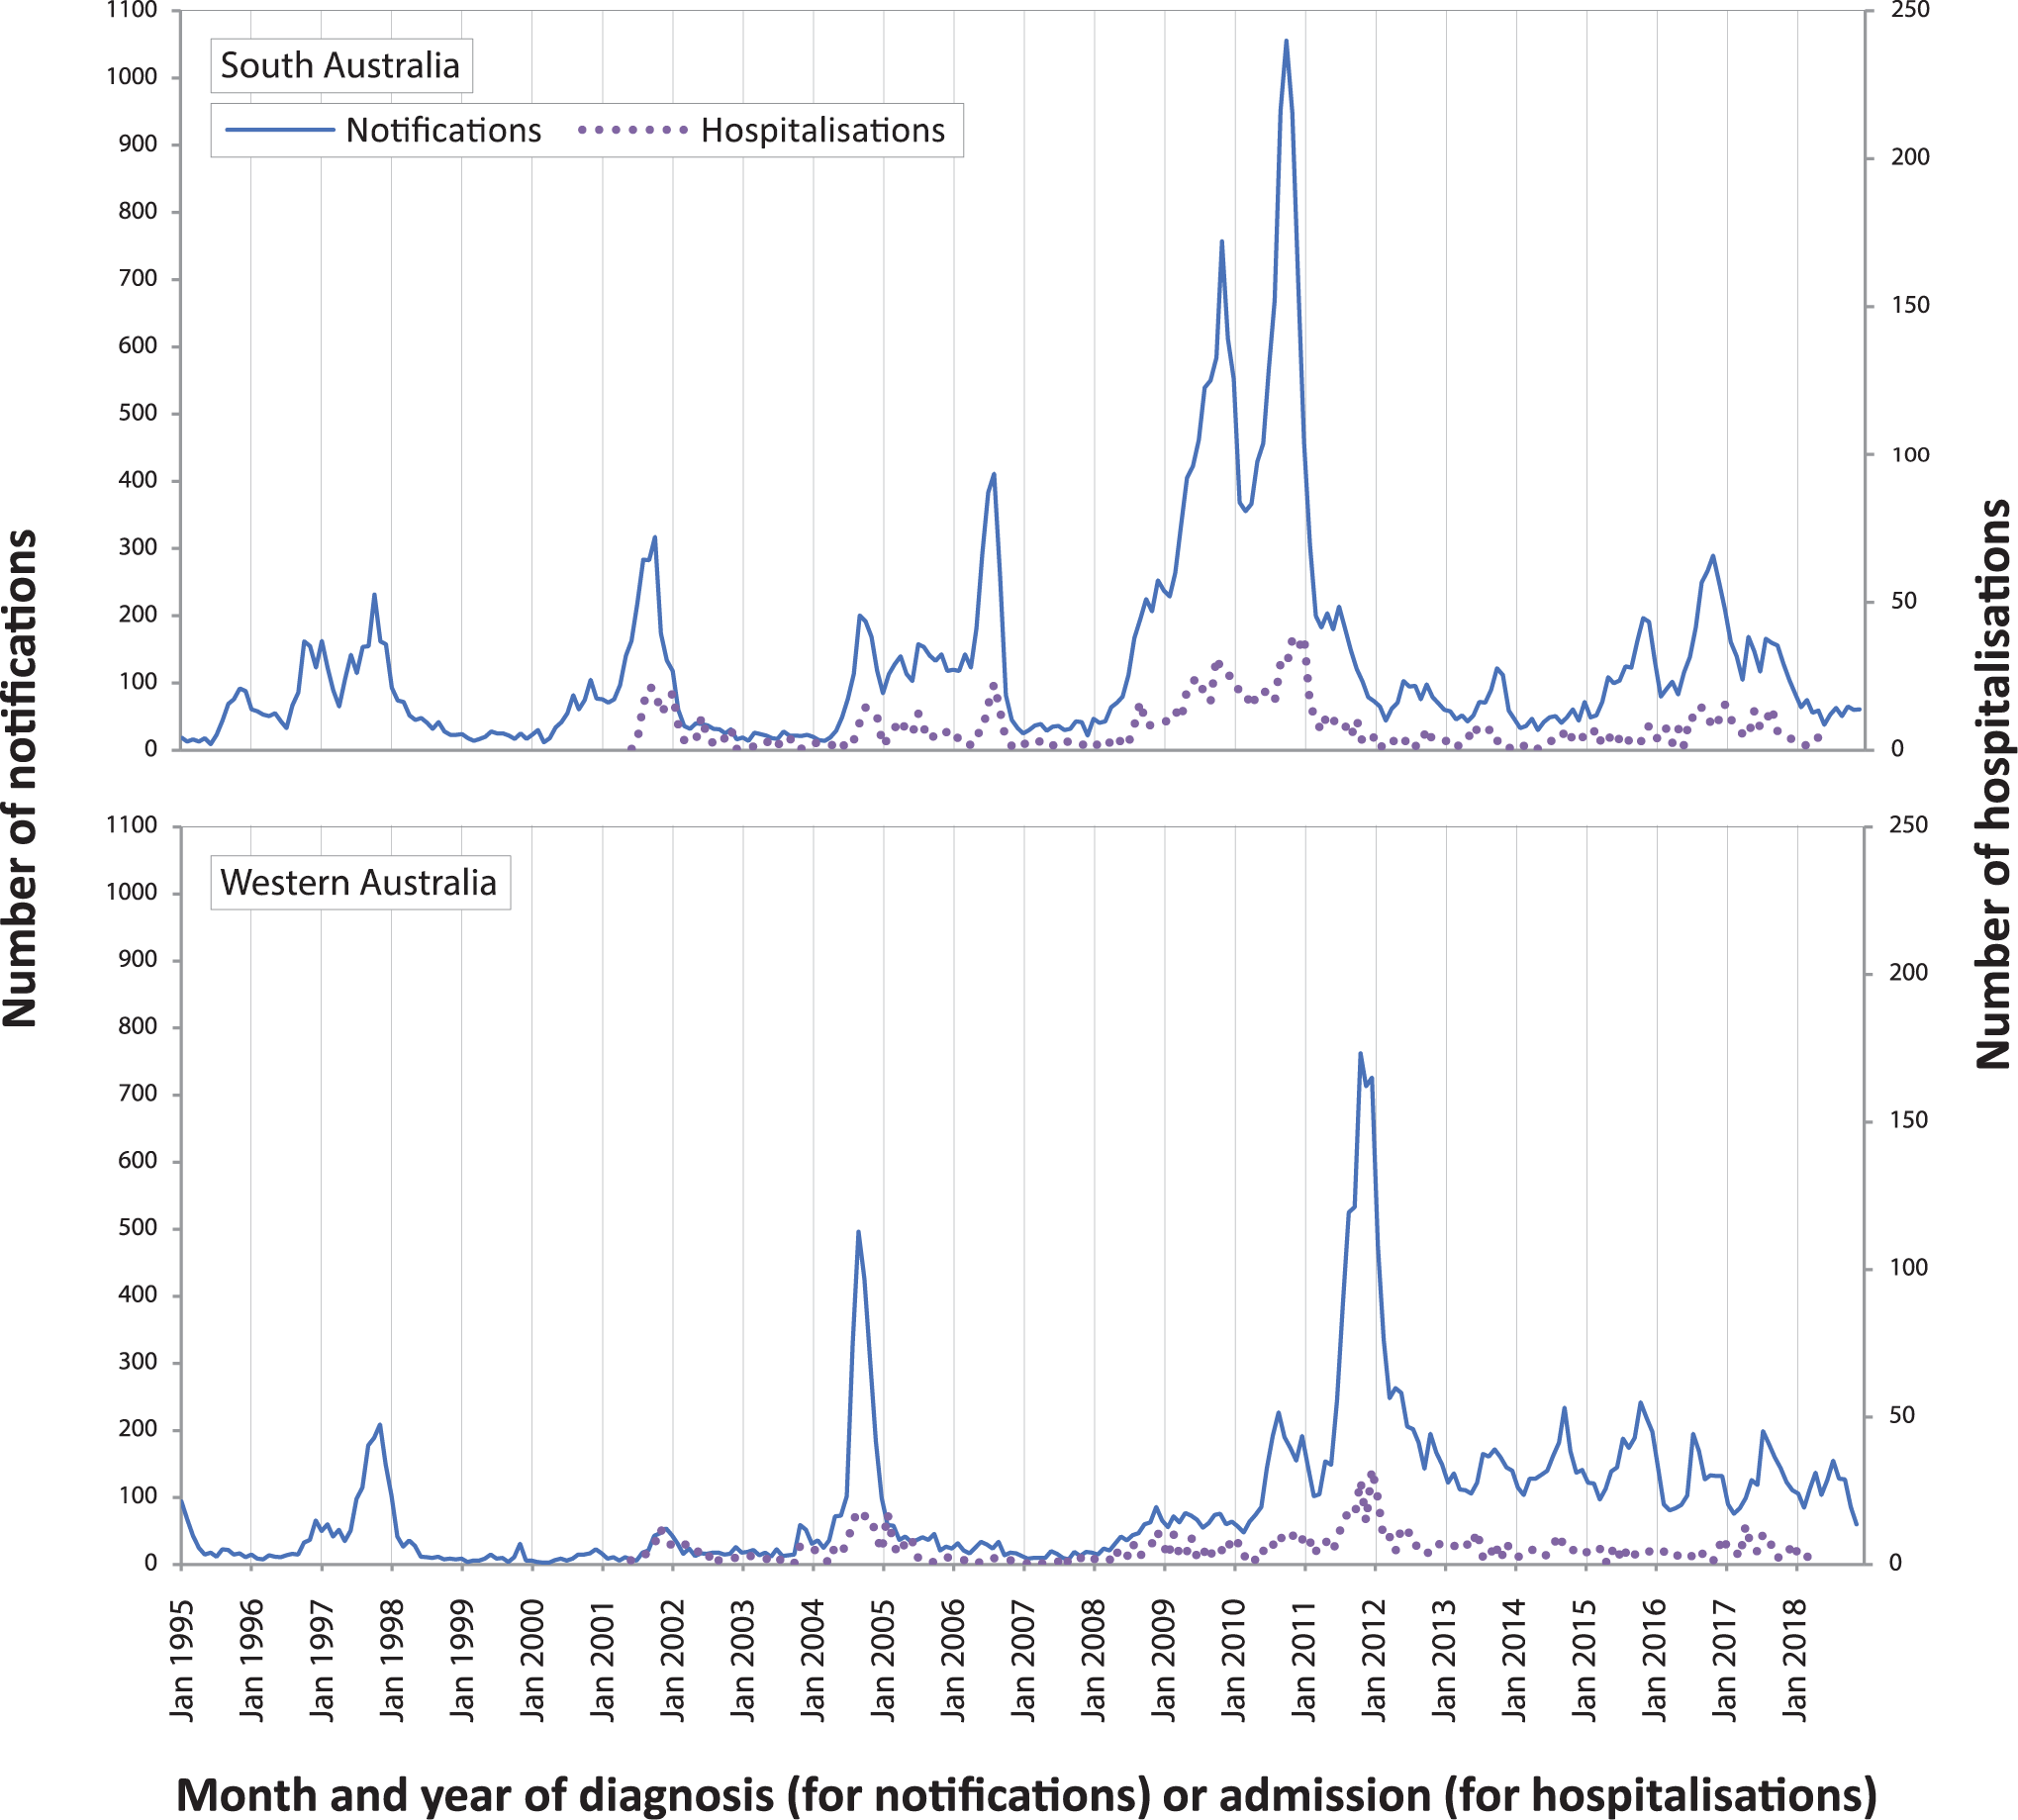 1100
1000
900
800
700
600
500
400
300
200
100
0
250
200
150
100
50
0
South Australia
Notifications
Hospitalisations
Number of notifications
Number of hospitalisations
1100
1000
900
800
700
600
500
400
300
200
100
0
250
200
150
100
50
0
Western Australia
Jan 1995
Jan 1996
Jan 1997
Jan 1998
Jan 1999
Jan 2000
Jan 2001
Jan 2002
Jan 2003
Jan 2004
Jan 2005
Jan 2006
Jan 2007
Jan 2008
Jan 2009
Jan 2010
Jan 2011
Jan 2012
Jan 2013
Jan 2014
Jan 2015
Jan 2016
Jan 2017
Jan 2018
Month and year of diagnosis (for notifications) or admission (for hospitalisations)